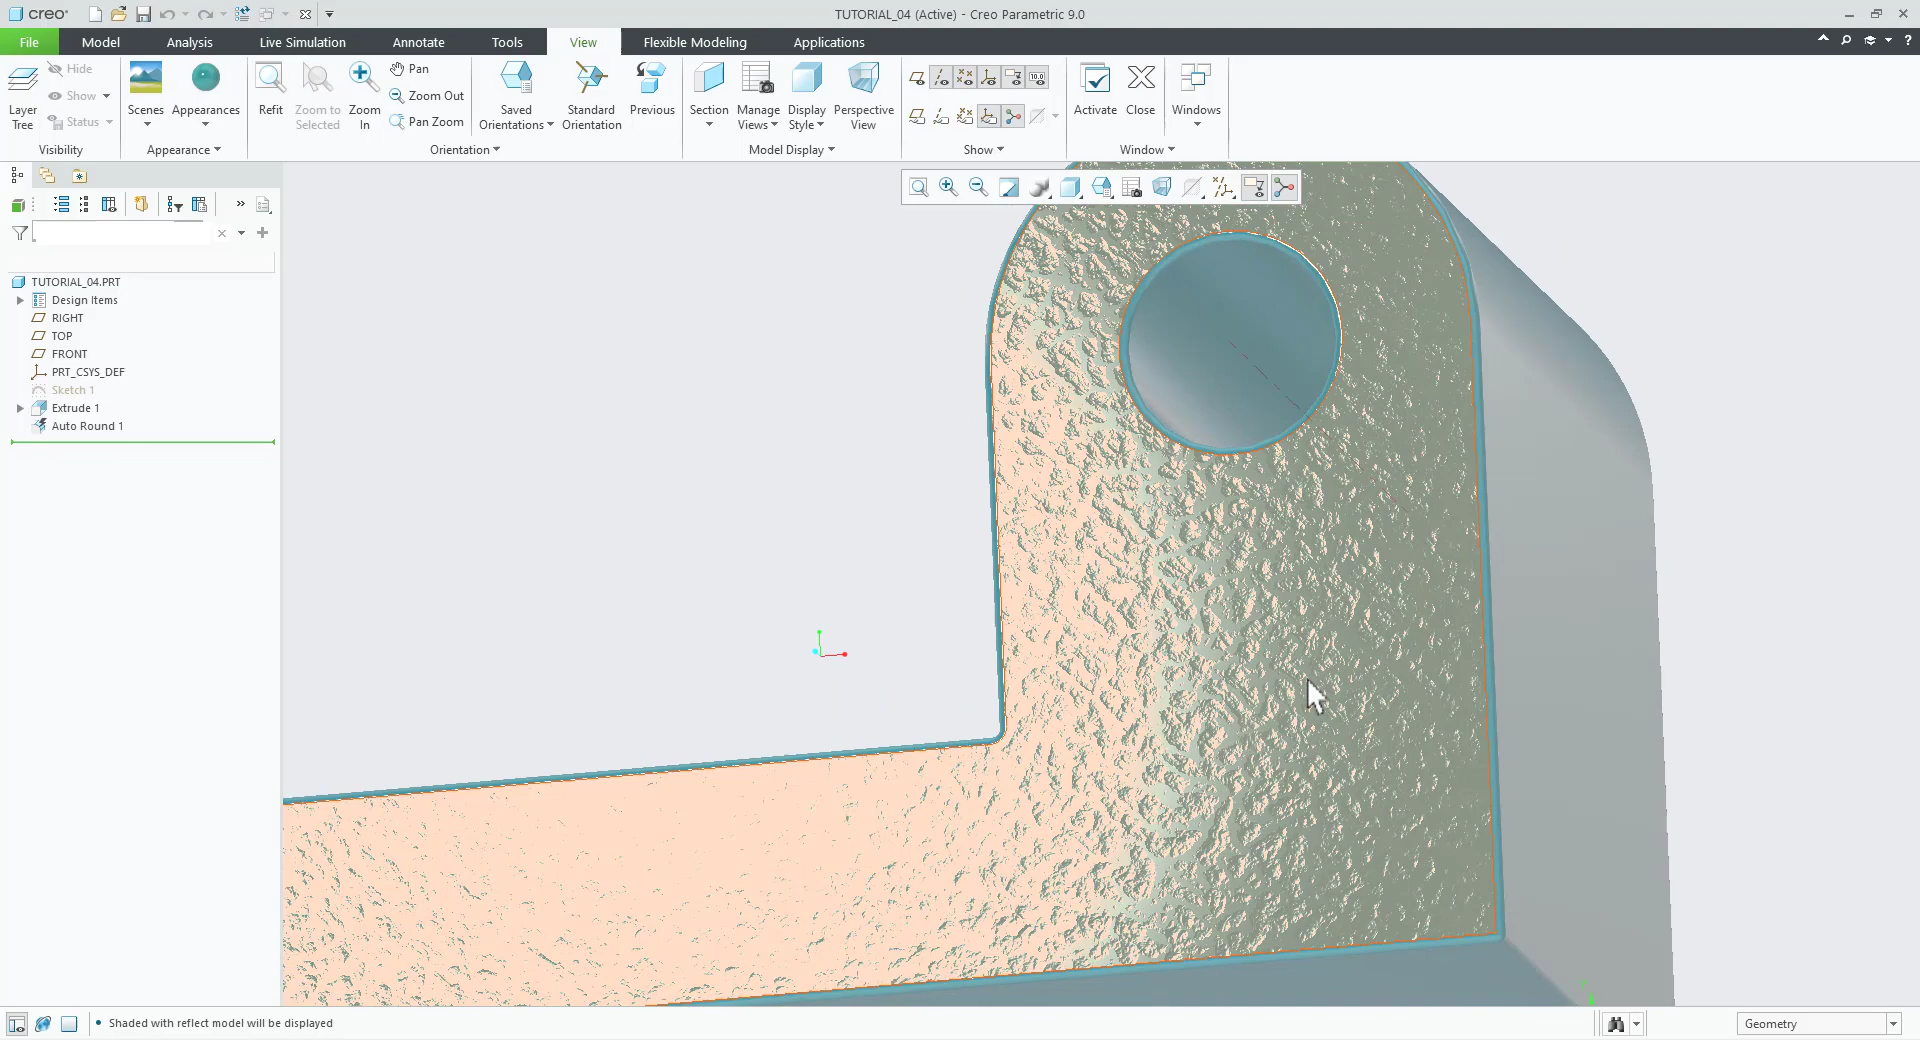 creo
TUTORIAL_04 (Active) - Creo Parametric 9.0
File Model Analysis Live Simulation Annotate Tools View Flexible Modeling Applications
Layer Tree
Hide
Show
Status
Visibility
Scenes
Appearances
Appearance
Refit
Zoom to Selected
Zoom In
Pan
Zoom Out
Pan Zoom
Saved Orientations
Standard Orientation
Previous
Orientation
Section
Manage Views
Display Style
Perspective View
Model Display
10.0
Show
Activate
Close
Windows
Window
TUTORIAL_04.PRT
Design Items
RIGHT
TOP
FRONT
PRT_CSYS_DEF
Sketch 1
Extrude 1
Auto Round 1
Shaded with reflect model will be displayed
Geometry